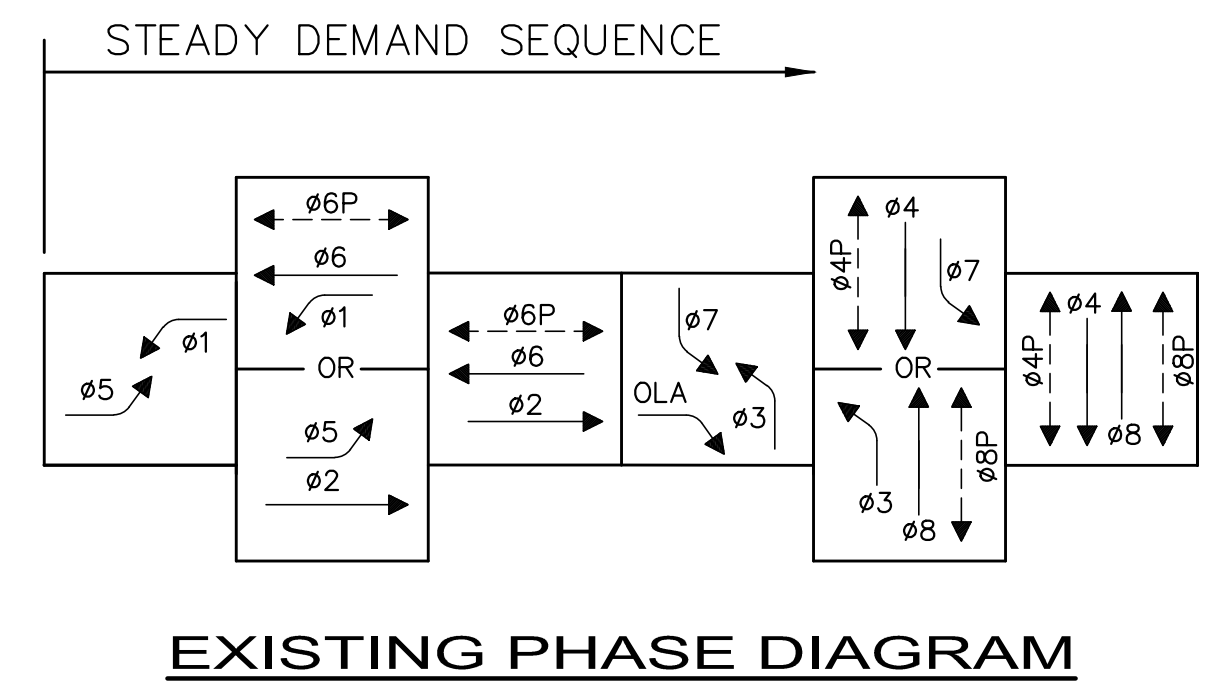 STEADY DEMAND SEQUENCE
ø1
ø5
ø6P
ø6
ø1
OR
ø5
ø2
ø6P
ø6
ø2
ø7
OLA
ø3
ø4P
ø4
ø7
OR
ø3
ø8
ø8P
ø4P
ø4
ø8
ø8P
EXISTING PHASE DIAGRAM